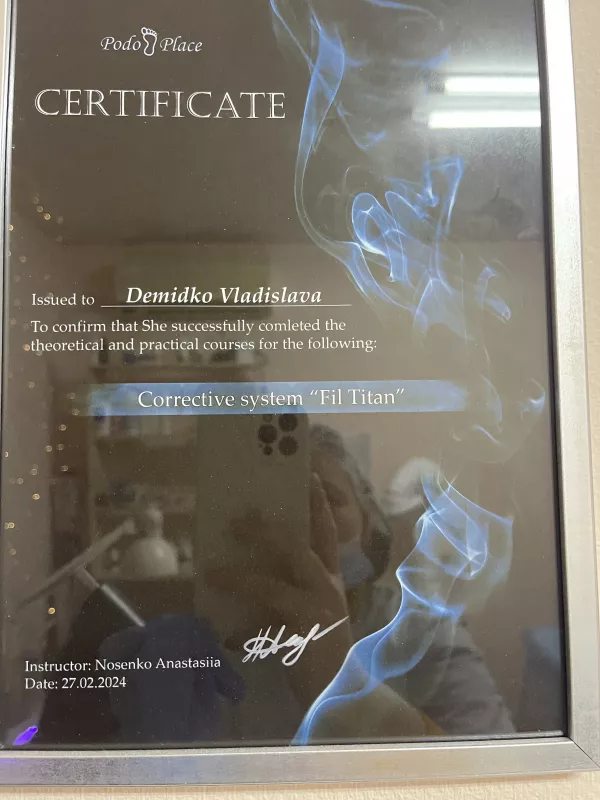 Podo Place
CERTIFICATE
Issued to Demidko Vladislava
To confirm that She successfully comleted the
theoretical and practical courses for the following:
Corrective system “Fil Titan”
Instructor: Nosenko Anastasiia
Date: 27.02.2024